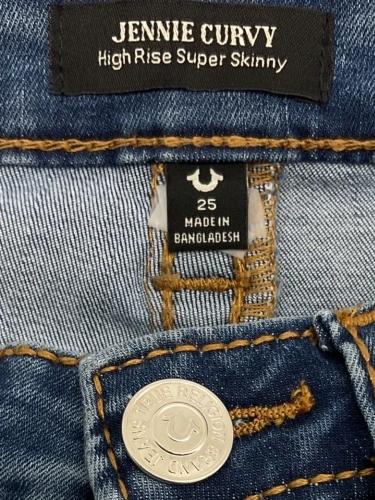 JENNIE CURVY
High Rise Super Skinny
25
MADE IN
BANGLADESH
TRUE RELIGION BRAND JEANS